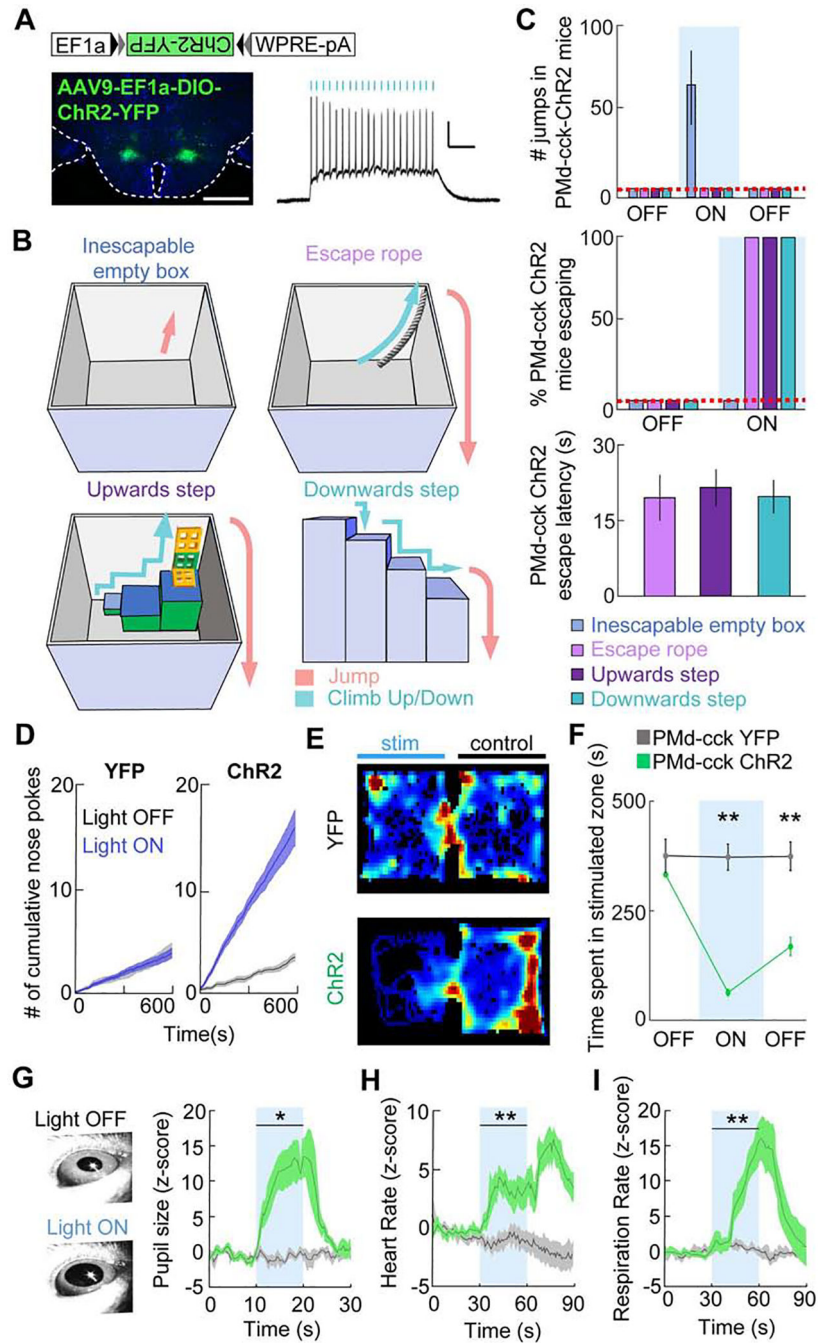 A
EF1a
ChR2-YFP
WPRE-pA
AAV9-EF1a-DIO-
ChR2-YFP
B
Inescapable
empty box
Escape rope
Upwards step
Downwards step
Jump
Climb Up/Down
C
# jumps in
PMd-cck-ChR2 mice
100
50
0
OFF
ON
OFF
% PMd-cck ChR2
mice escaping
100
50
0
OFF
ON
PMd-cck ChR2
escape latency (s)
30
15
0
Inescapable empty box
Escape rope
Upwards step
Downwards step
D
YFP
ChR2
# of cumulative nose pokes
20
10
0
20
10
0
Light OFF
Light ON
0
600
0
600
Time(s)
E
stim
control
YFP
ChR2
F
PMd-cck YFP
PMd-cck ChR2
Time spent in stimulated zone (s)
500
250
0
**
**
OFF
ON
OFF
G
Light OFF
Light ON
Pupil size (z-score)
20
15
10
5
0
-5
*
0
10
20
30
Time (s)
H
Heart Rate (z-score)
10
5
0
-5
**
0
30
60
90
Time (s)
I
Respiration Rate (z-score)
20
15
10
5
0
-5
**
0
30
60
90
Time (s)